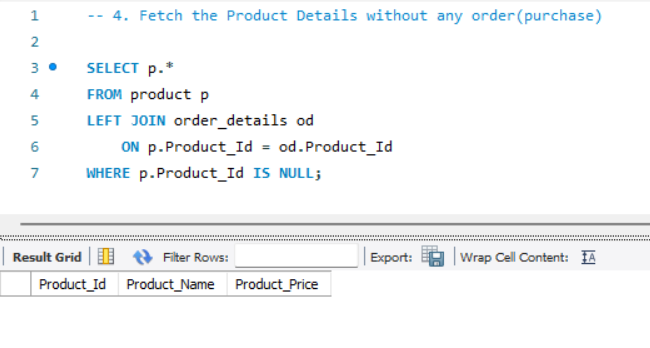 1 -- 4. Fetch the Product Details without any order(purchase)
2
3 SELECT p.*
4 FROM product p
5 LEFT JOIN order_details od
6 ON p.Product_Id = od.Product_Id
7 WHERE p.Product_Id IS NULL;
Result Grid Filter Rows: Export: Wrap Cell Content: IA
Product_Id Product_Name Product_Price